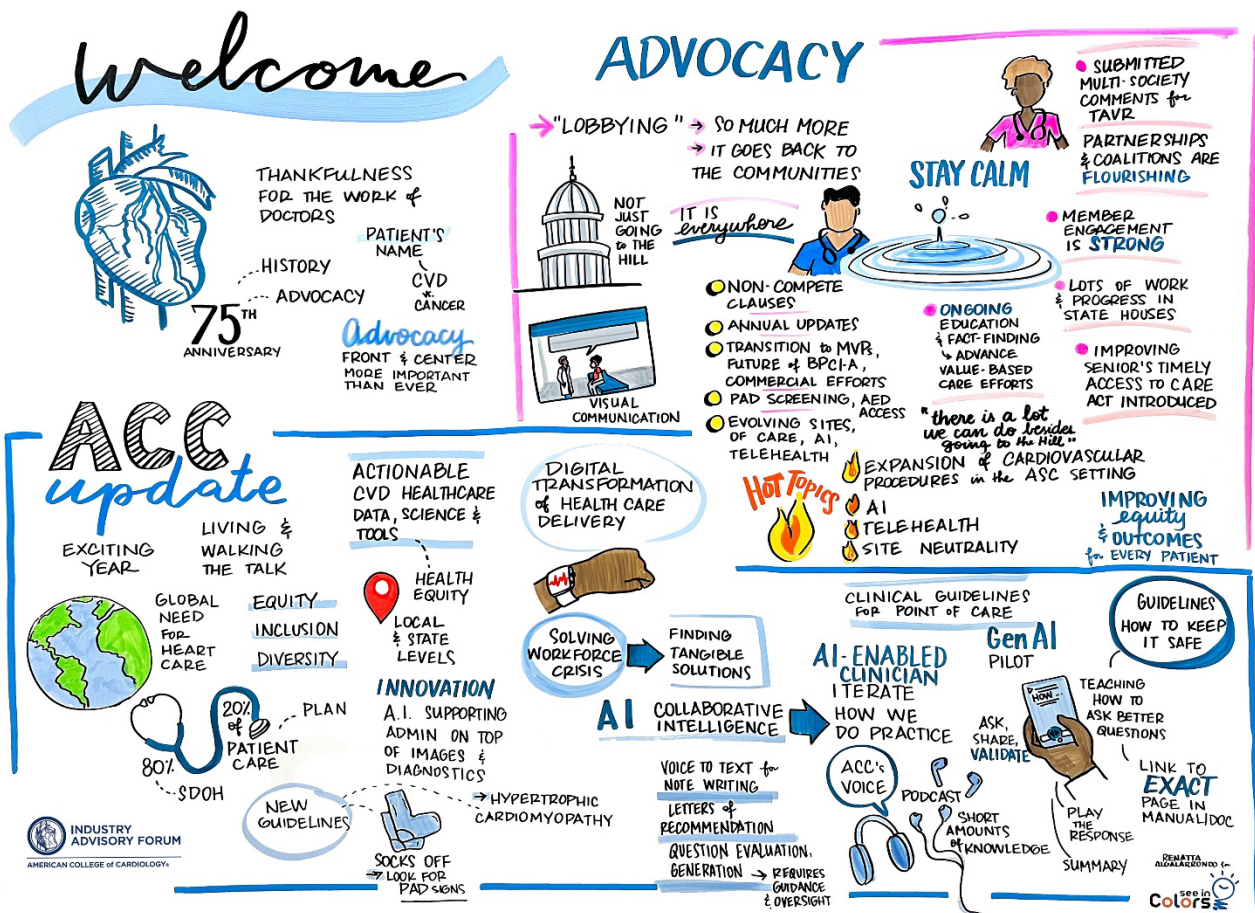 Welcome
THANKFULNESS
FOR THE WORK of
DOCTORS
PATIENT'S
NAME
CVD
vs.
CANCER
HISTORY
ADVOCACY
75TH
ANNIVERSARY
Advocacy
FRONT & CENTER
MORE IMPORTANT
THAN EVER
ADVOCACY
"LOBBYING"
SO MUCH MORE
IT GOES BACK TO
THE COMMUNITIES
NOT
JUST
GOING
to THE
HILL
IT IS
everywhere
VISUAL
COMMUNICATION
NON-COMPETE
CLAUSES
ANNUAL UPDATES
TRANSITION to MVPs,
FUTURE of BPCI-A,
COMMERCIAL EFFORTS
PAD SCREENING, AED
ACCESS
EVOLVING SITES,
OF CARE, AI,
TELEHEALTH
STAY CALM
ONGOING
EDUCATION
& FACT-FINDING
ADVANCE
VALUE-BASED
CARE EFFORTS
"there is a lot
we can do besides
going to the Hill"
SUBMITTED
MULTI-SOCIETY
COMMENTS for
TAVR
PARTNERSHIPS
& COALITIONS ARE
FLOURISHING
MEMBER
ENGAGEMENT
IS STRONG
LOTS OF WORK
& PROGRESS IN
STATE HOUSES
IMPROVING
SENIOR'S TIMELY
ACCESS TO CARE
ACT INTRODUCED
HOT TOPICS
EXPANSION of CARDIOVASCULAR
PROCEDURES in the ASC SETTING
AI
TELEHEALTH
SITE NEUTRALITY
IMPROVING
equity
& OUTCOMES
for EVERY PATIENT
ACC
update
EXCITING
YEAR
LIVING &
WALKING
THE TALK
GLOBAL
NEED
FOR
HEART
CARE
EQUITY
INCLUSION
DIVERSITY
20%
of
PATIENT
CARE
PLAN
80%
SDOH
ACTIONABLE
CVD HEALTHCARE
DATA, SCIENCE &
TOOLS
HEALTH
EQUITY
LOCAL
& STATE
LEVELS
INNOVATION
A.I. SUPPORTING
ADMIN ON TOP
OF IMAGES &
DIAGNOSTICS
NEW
GUIDELINES
HYPERTROPHIC
CARDIOMYOPATHY
SOCKS OFF
LOOK FOR
PAD SIGNS
DIGITAL
TRANSFORMATION
of HEALTH CARE
DELIVERY
SOLVING
WORKFORCE
CRISIS
FINDING
TANGIBLE
SOLUTIONS
AI COLLABORATIVE
INTELLIGENCE
VOICE TO TEXT for
NOTE WRITING
LETTERS of
RECOMMENDATION
QUESTION EVALUATION,
GENERATION
REQUIRES
GUIDANCE
& OVERSIGHT
AI-ENABLED
CLINICIAN
ITERATE
HOW WE
DO PRACTICE
ACC's
VOICE
PODCAST
SHORT
AMOUNTS
of KNOWLEDGE
CLINICAL GUIDELINES
FOR POINT OF CARE
GenAI
PILOT
GUIDELINES
HOW TO KEEP
IT SAFE
HOW...
ASK,
SHARE,
VALIDATE
TEACHING
HOW TO
ASK BETTER
QUESTIONS
LINK TO
EXACT
PAGE IN
MANUAL/DOC
PLAY
THE
RESPONSE
SUMMARY
INDUSTRY
ADVISORY FORUM
AMERICAN COLLEGE of CARDIOLOGY®
RENATTA
ALGALARRONDO for
see in
Colors